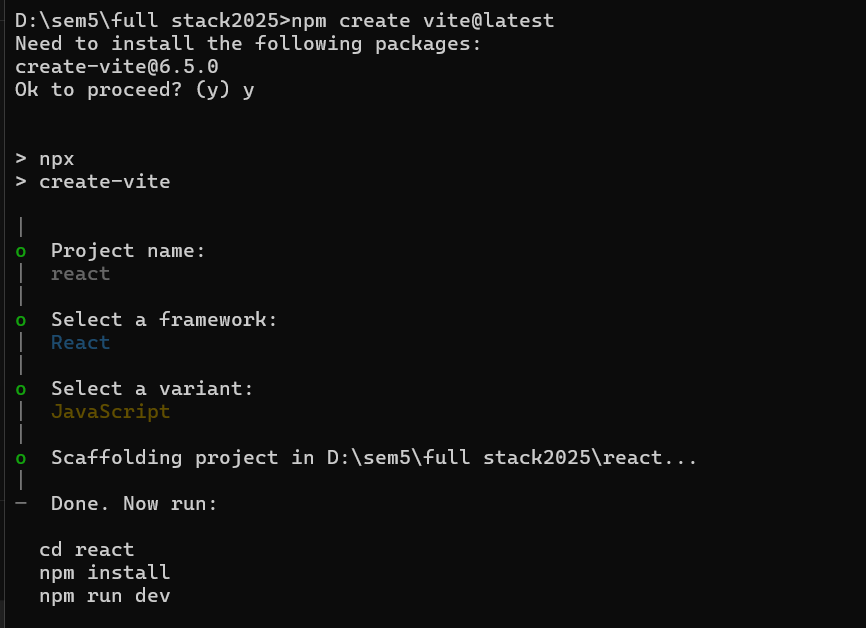 D:\sem5\full stack2025>npm create vite@latest
Need to install the following packages:
create-vite@6.5.0
Ok to proceed? (y) y
> npx
> create-vite
|
o  Project name:
|  react
|
o  Select a framework:
|  React
|
o  Select a variant:
|  JavaScript
|
o  Scaffolding project in D:\sem5\full stack2025\react...
|
—  Done. Now run:
cd react
npm install
npm run dev